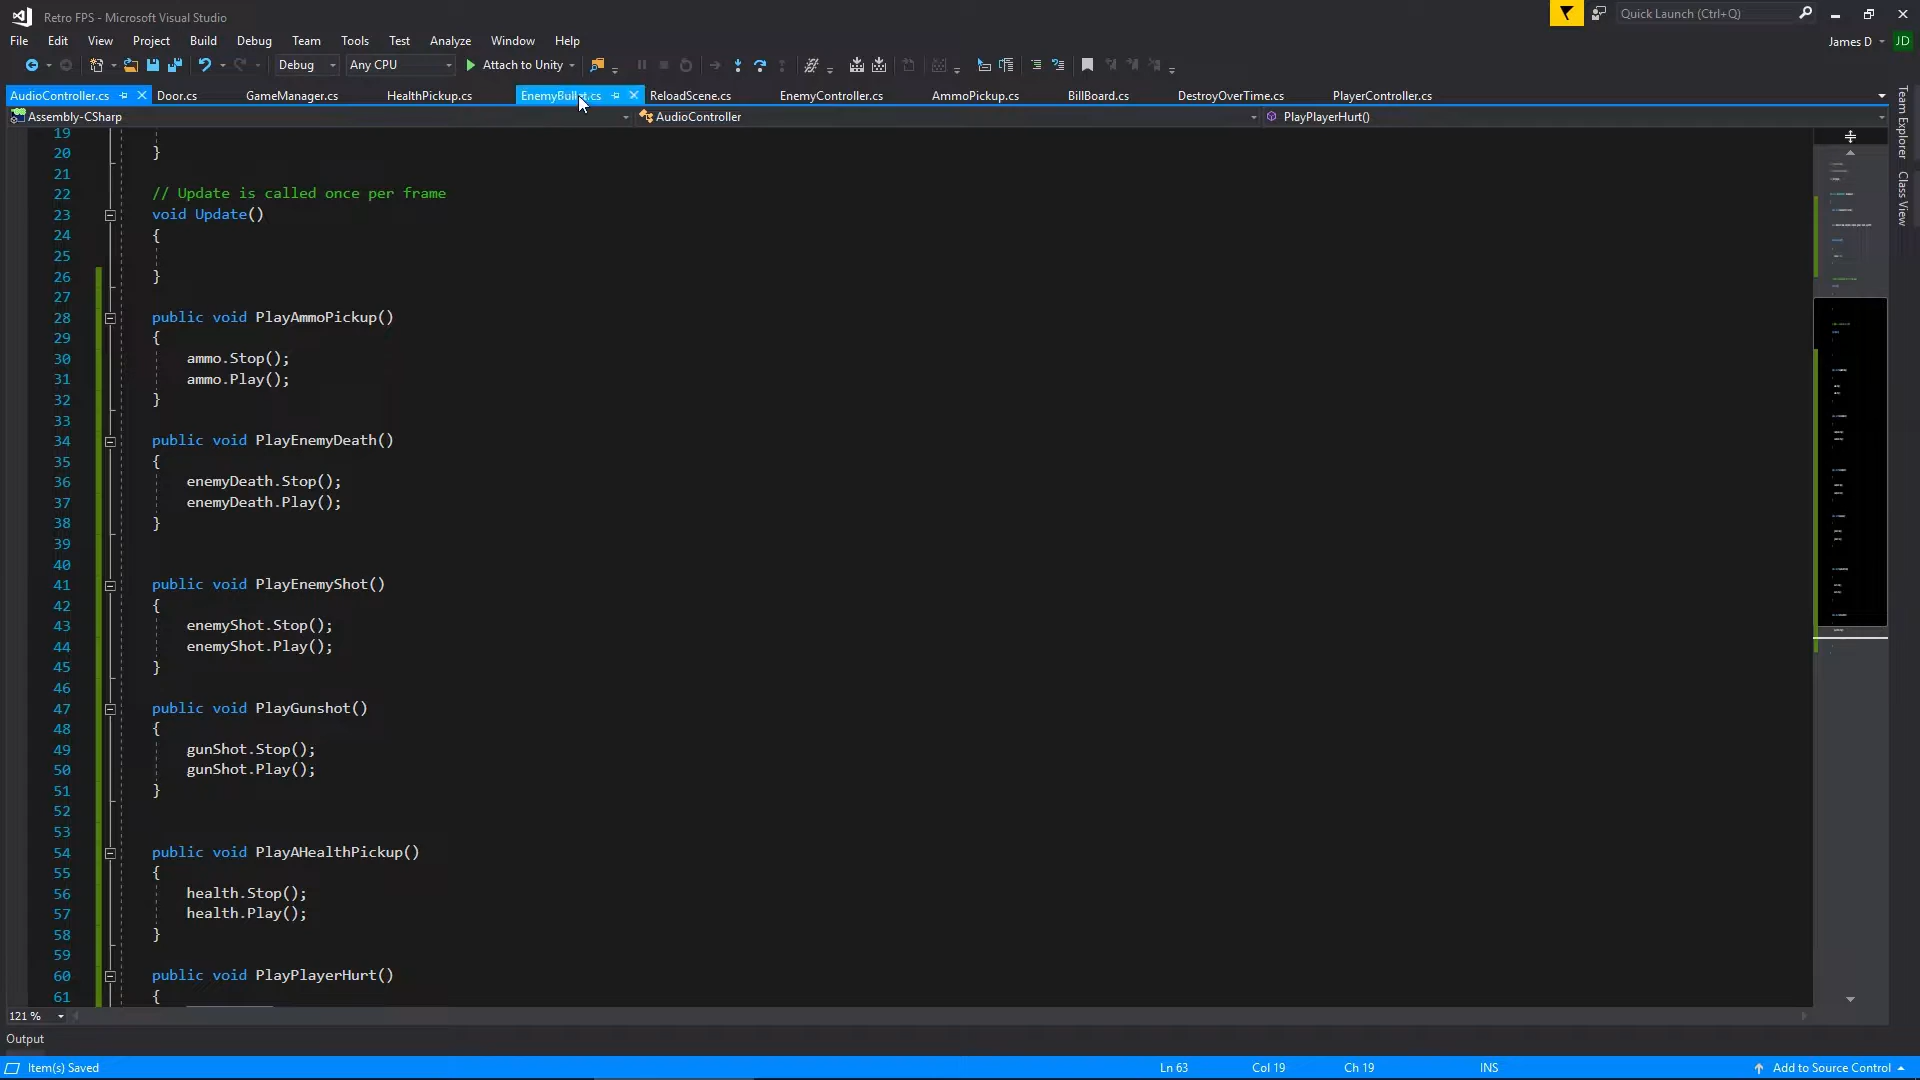 Retro FPS - Microsoft Visual Studio
Quick Launch (Ctrl+Q)
File Edit View Project Build Debug Team Tools Test Analyze Window Help
James D JD
Debug Any CPU Attach to Unity
AudioController.cs Door.cs GameManager.cs HealthPickup.cs EnemyBullet.cs ReloadScene.cs EnemyController.cs AmmoPickup.cs BillBoard.cs DestroyOverTime.cs PlayerController.cs
Assembly-CSharp AudioController PlayPlayerHurt()
Team Explorer
Class View
19
20 }
21
22 // Update is called once per frame
23 void Update()
24 {
25
26 }
27
28 public void PlayAmmoPickup()
29 {
30 ammo.Stop();
31 ammo.Play();
32 }
33
34 public void PlayEnemyDeath()
35 {
36 enemyDeath.Stop();
37 enemyDeath.Play();
38 }
39
40
41 public void PlayEnemyShot()
42 {
43 enemyShot.Stop();
44 enemyShot.Play();
45 }
46
47 public void PlayGunshot()
48 {
49 gunShot.Stop();
50 gunShot.Play();
51 }
52
53
54 public void PlayAHealthPickup()
55 {
56 health.Stop();
57 health.Play();
58 }
59
60 public void PlayPlayerHurt()
61 {
121 %
Output
Item(s) Saved Ln 63 Col 19 Ch 19 INS Add to Source Control